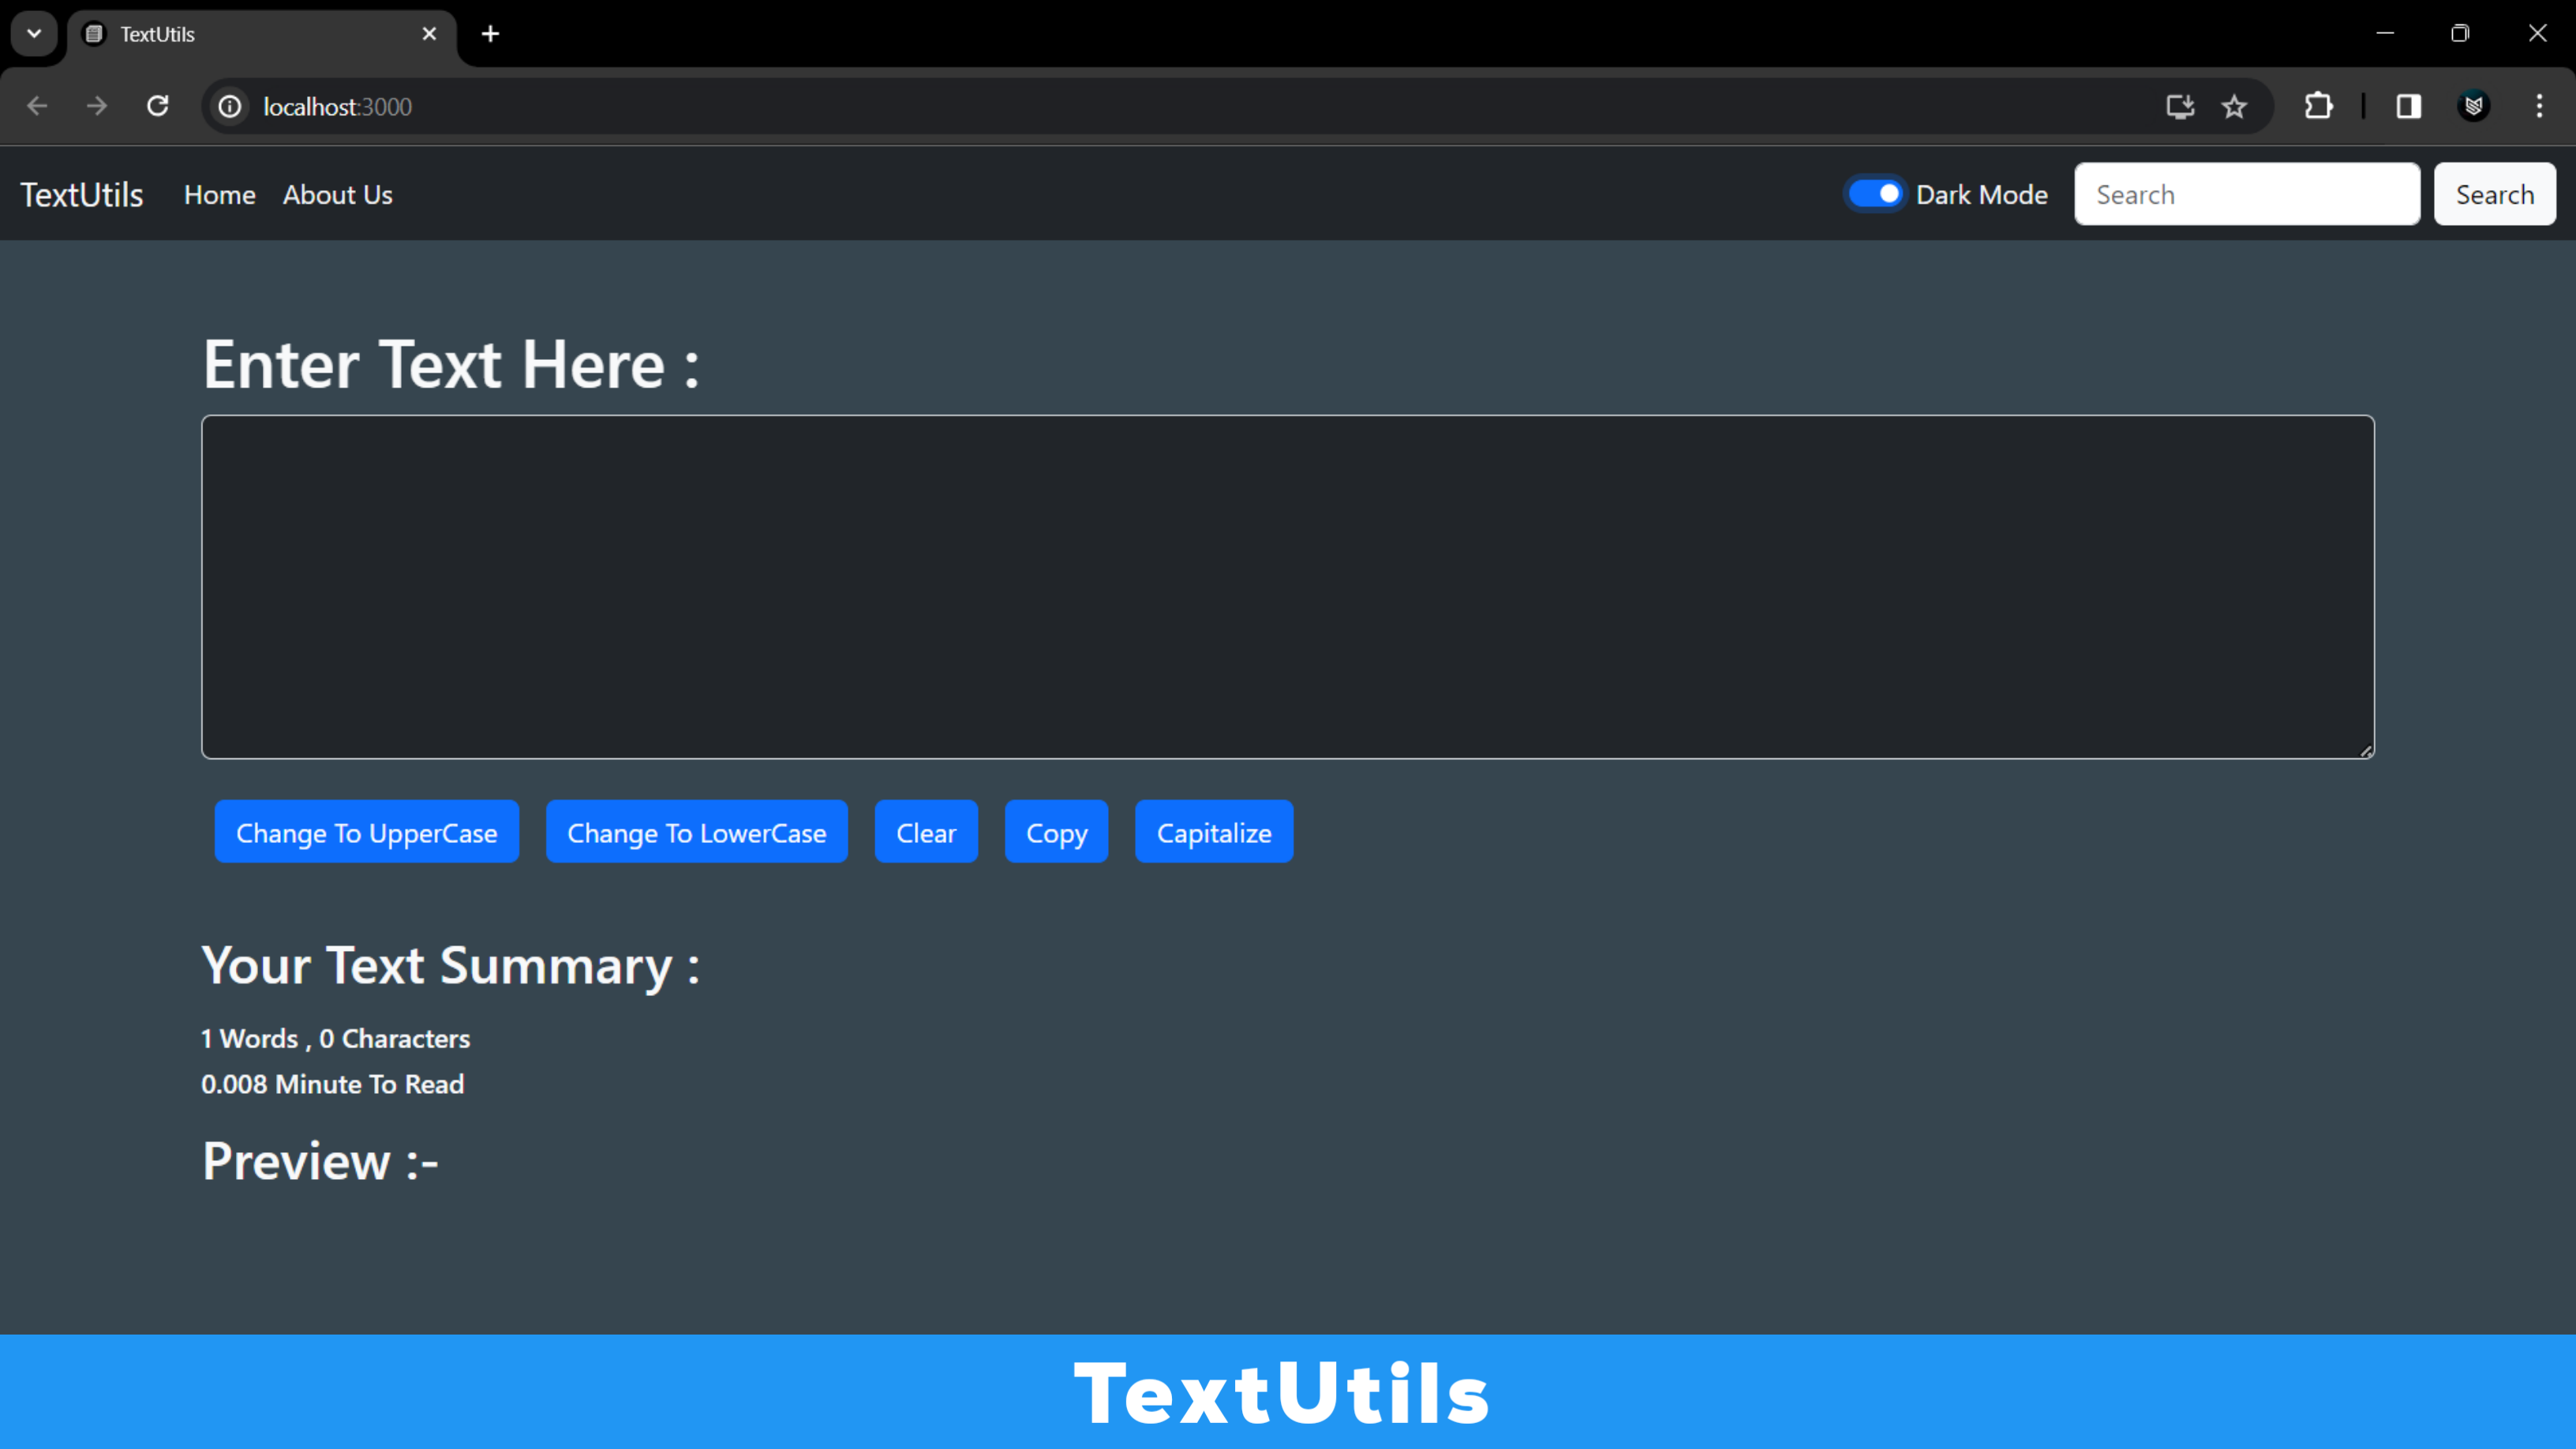 TextUtils
localhost:3000
TextUtils Home About Us Dark Mode Search Search
Enter Text Here :
Change To UpperCase Change To LowerCase Clear Copy Capitalize
Your Text Summary :
1 Words , 0 Characters
0.008 Minute To Read
Preview :-
TextUtils